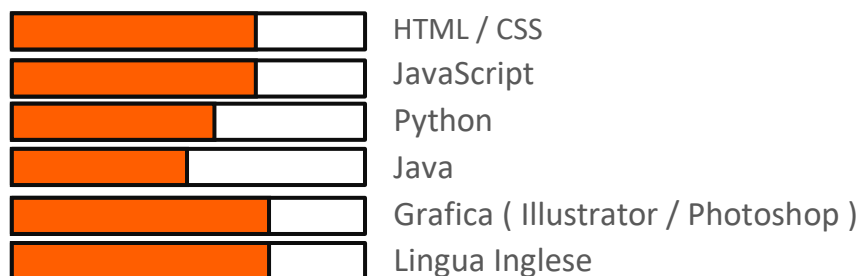 HTML / CSS
JavaScript
Python
Java
Grafica ( Illustrator / Photoshop )
Lingua Inglese